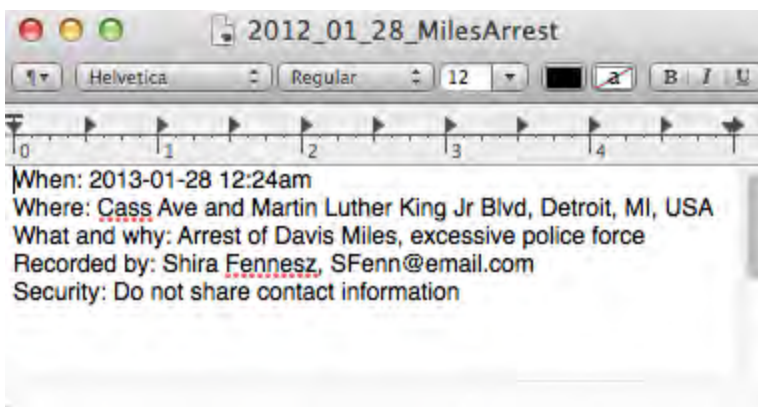 2012_01_28_MilesArrest
¶ Helvetica Regular 12 a B I U
0 1 2 3 4
When: 2013-01-28 12:24am
Where: Cass Ave and Martin Luther King Jr Blvd, Detroit, MI, USA
What and why: Arrest of Davis Miles, excessive police force
Recorded by: Shira Fennesz, SFenn@email.com
Security: Do not share contact information